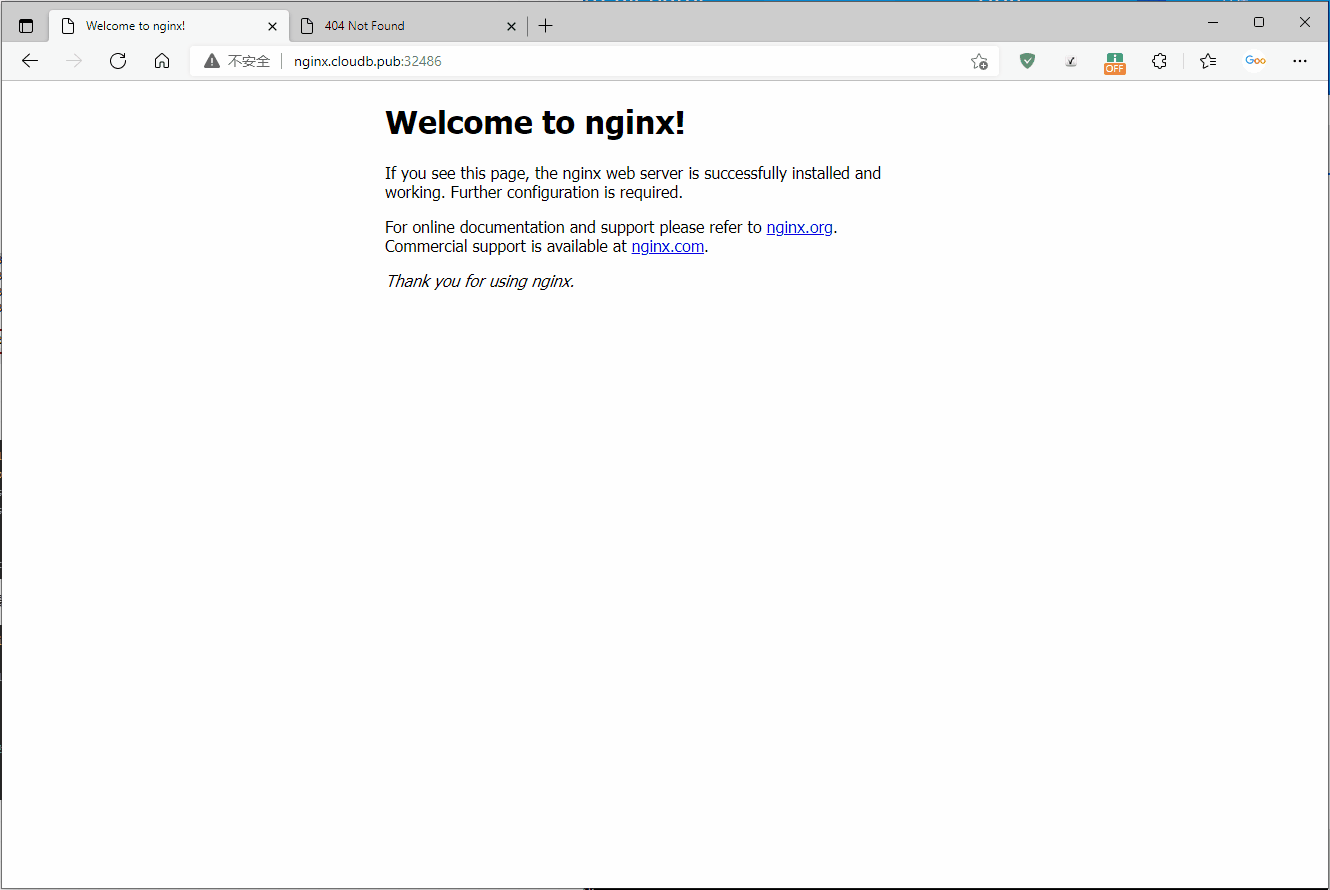 Welcome to nginx!
404 Not Found
不安全
nginx.cloudb.pub:32486
OFF
Goo
Welcome to nginx!
If you see this page, the nginx web server is successfully installed and
working. Further configuration is required.
For online documentation and support please refer to nginx.org.
Commercial support is available at nginx.com.
Thank you for using nginx.